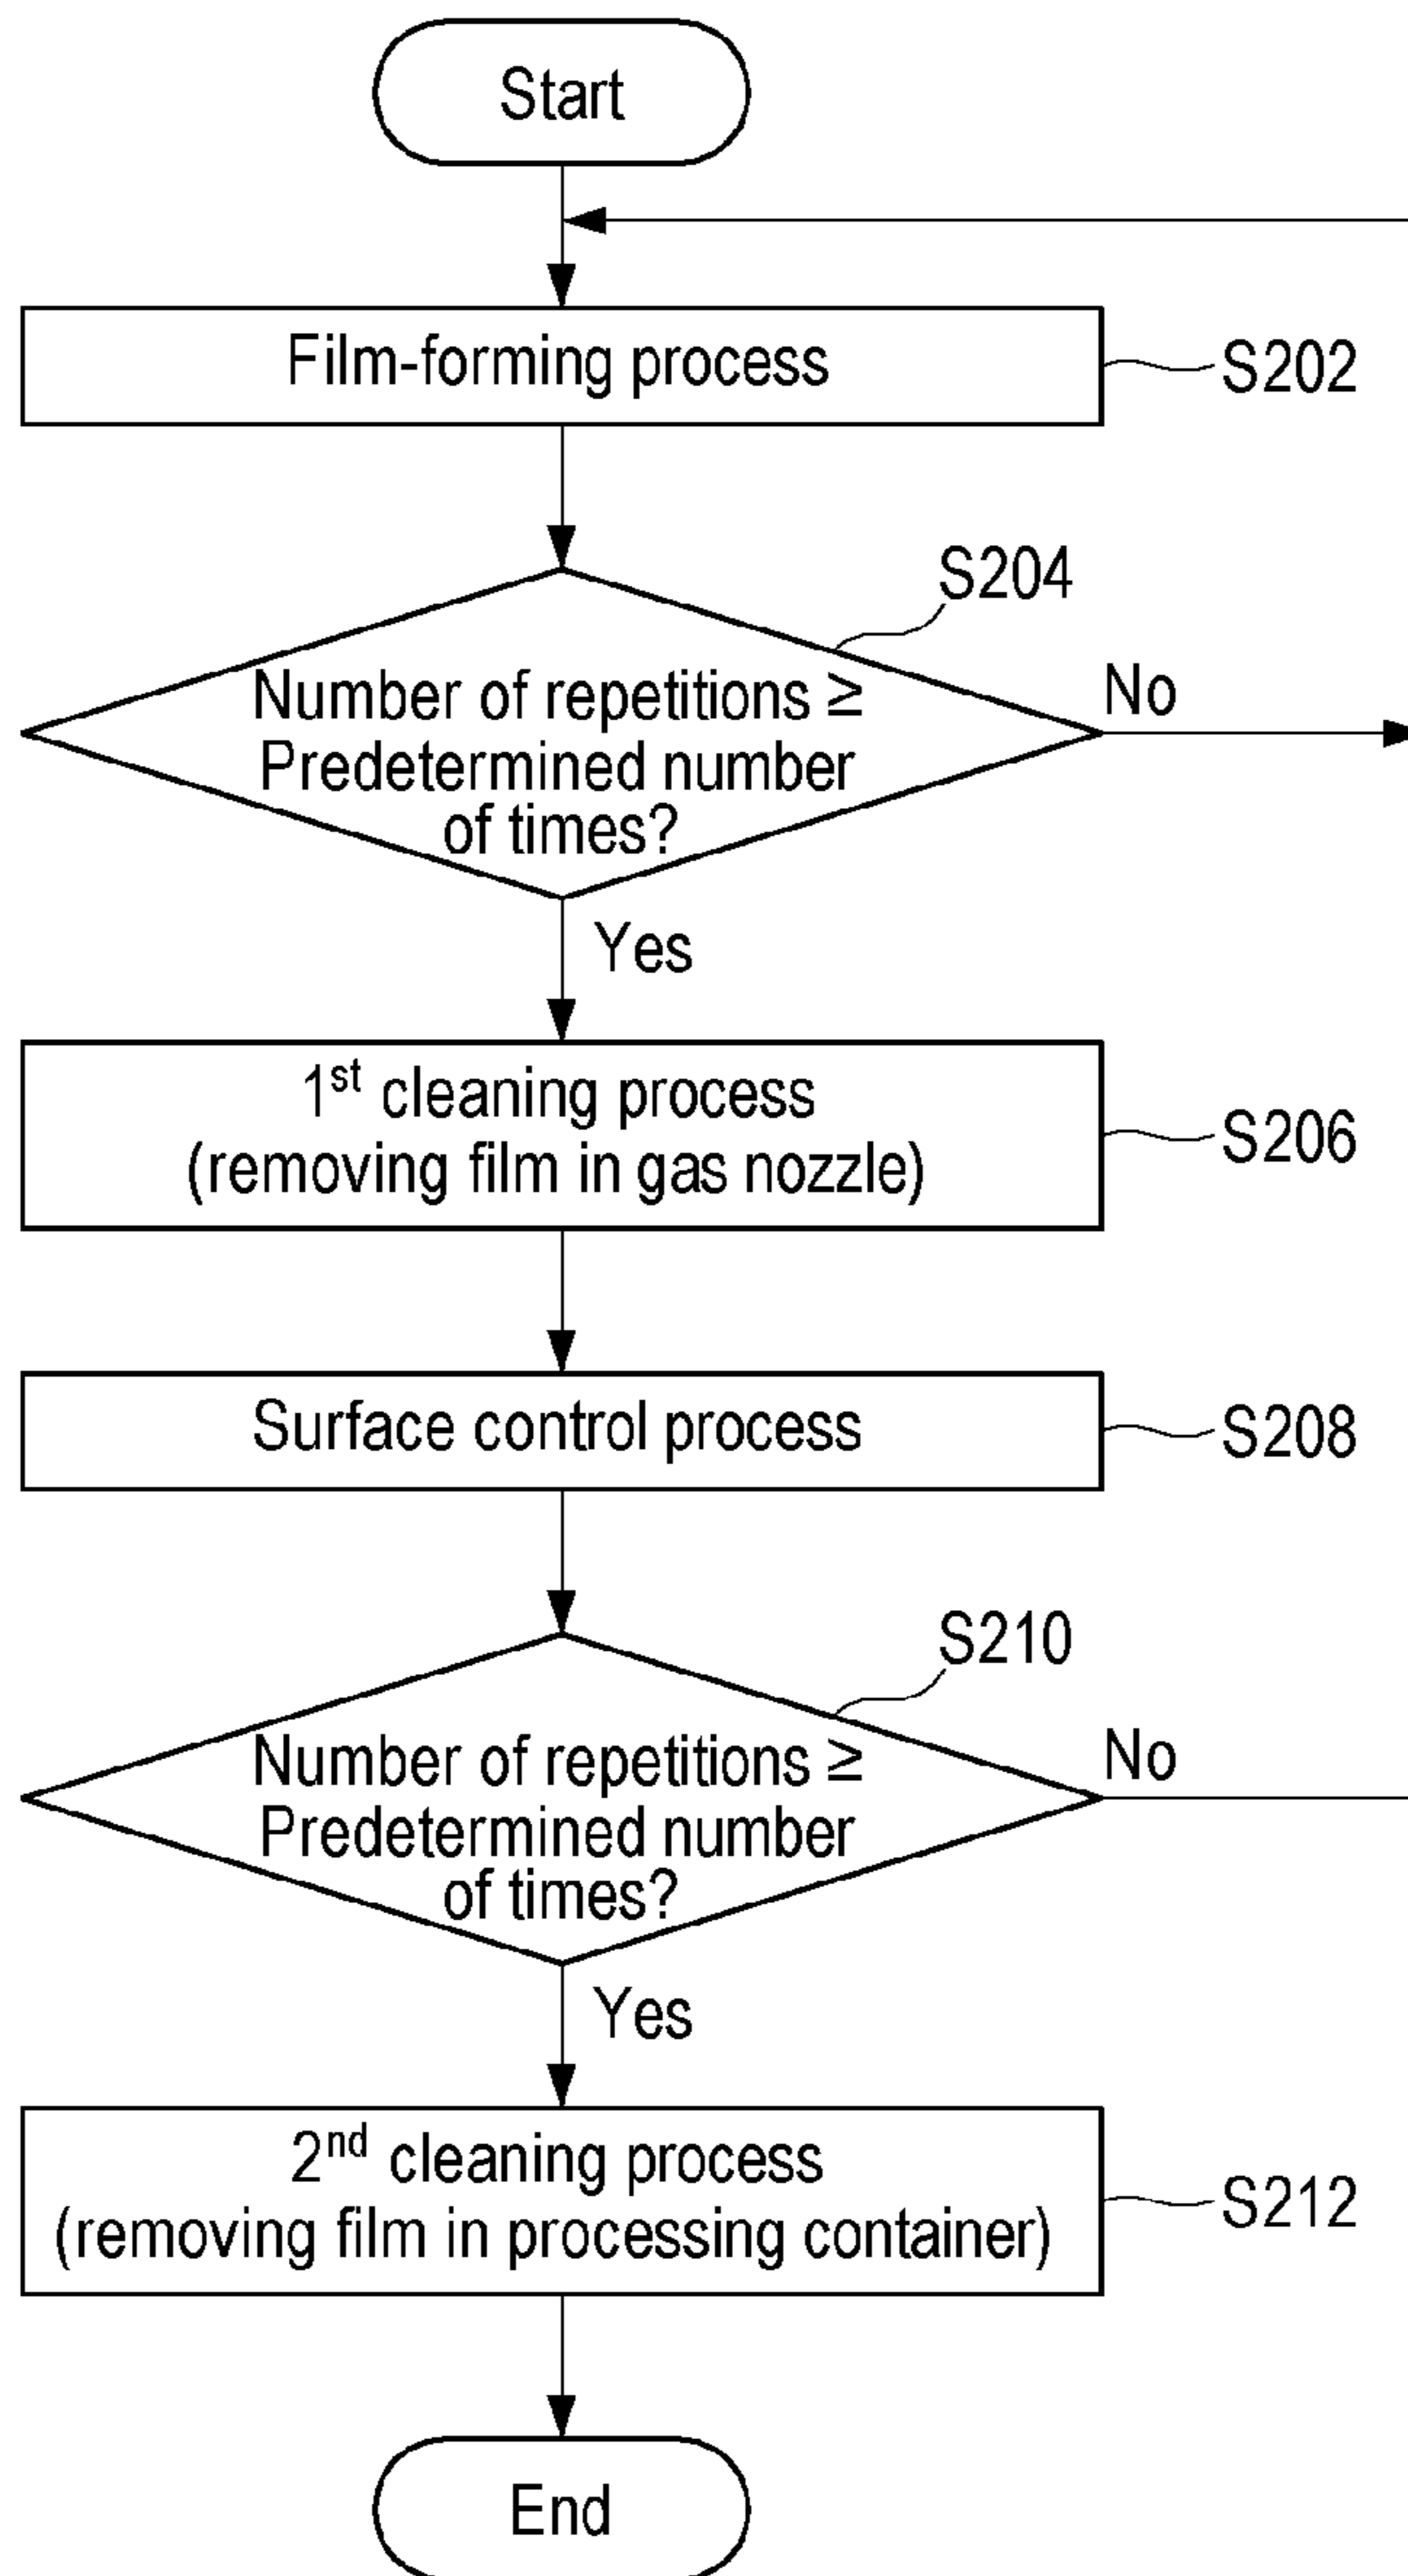 Start
Film-forming process
S202
S204
Number of repetitions ≥
Predetermined number
of times?
No
Yes
1st cleaning process
(removing film in gas nozzle)
S206
Surface control process
S208
S210
Number of repetitions ≥
Predetermined number
of times?
No
Yes
2nd cleaning process
(removing film in processing container)
S212
End